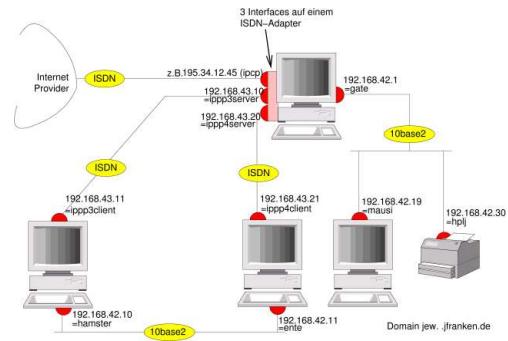 3 Interfaces auf einem
ISDN-Adapter
Internet
Provider
ISDN
z.B.195.34.12.45 (ipcp)
192.168.43.10
=ippp3server
192.168.43.20
=ippp4server
192.168.42.1
=gate
10base2
ISDN
ISDN
192.168.43.11
=ippp3client
192.168.43.21
=ippp4client
192.168.42.19
=mausi
192.168.42.30
=hplj
192.168.42.10
=hamster
10base2
192.168.42.11
=ente
Domain jew. .jfranken.de